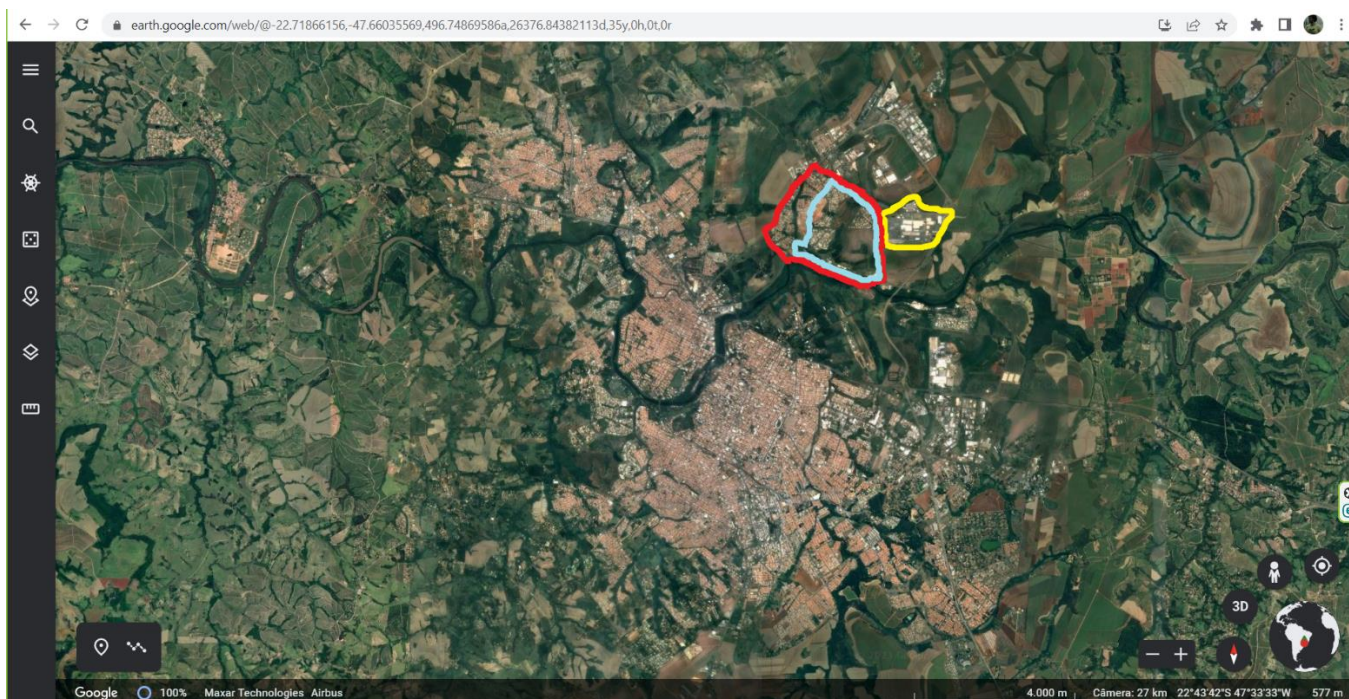 earth.google.com/web/@-22.71866156,-47.66035569,496.74869586a,26376.84382113d,35y,0h,0t,0r
3D
Google 100% Maxar Technologies Airbus 4.000 m Câmera: 27 km 22°43'42"S 47°33'33"W 577 m